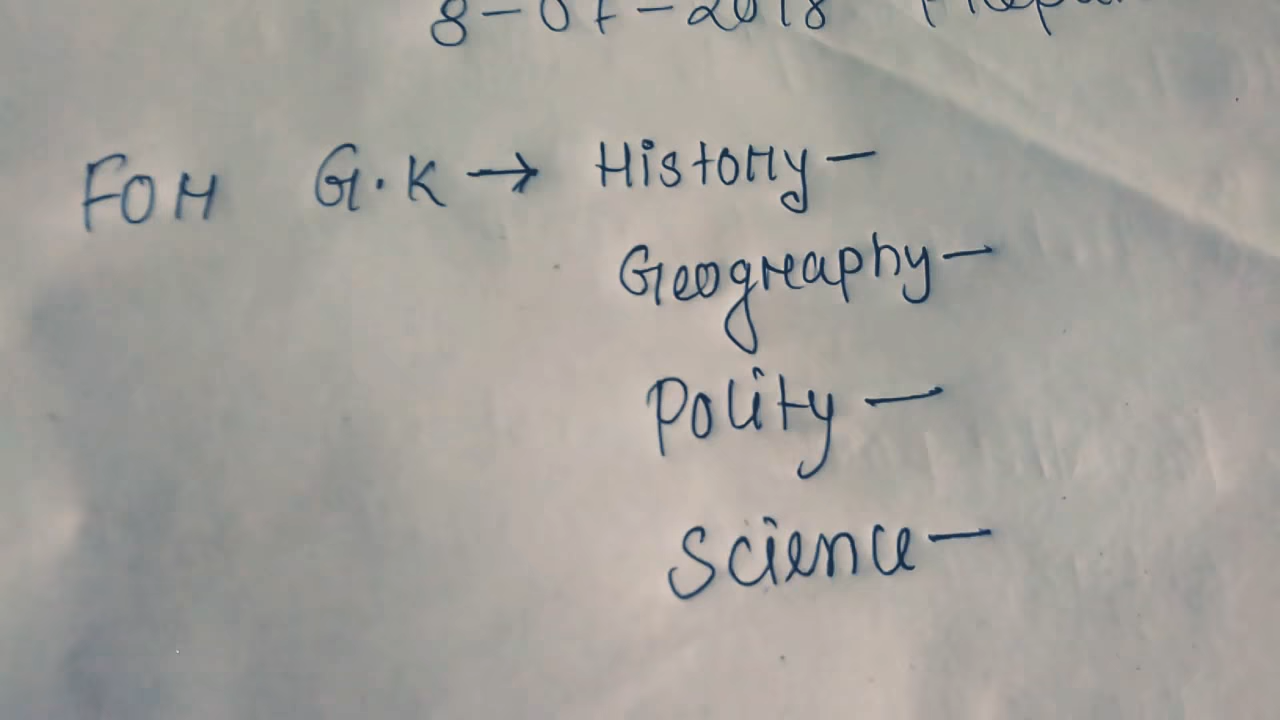 8-07-2018
For G.K → History -
Geography -
Polity -
Science -